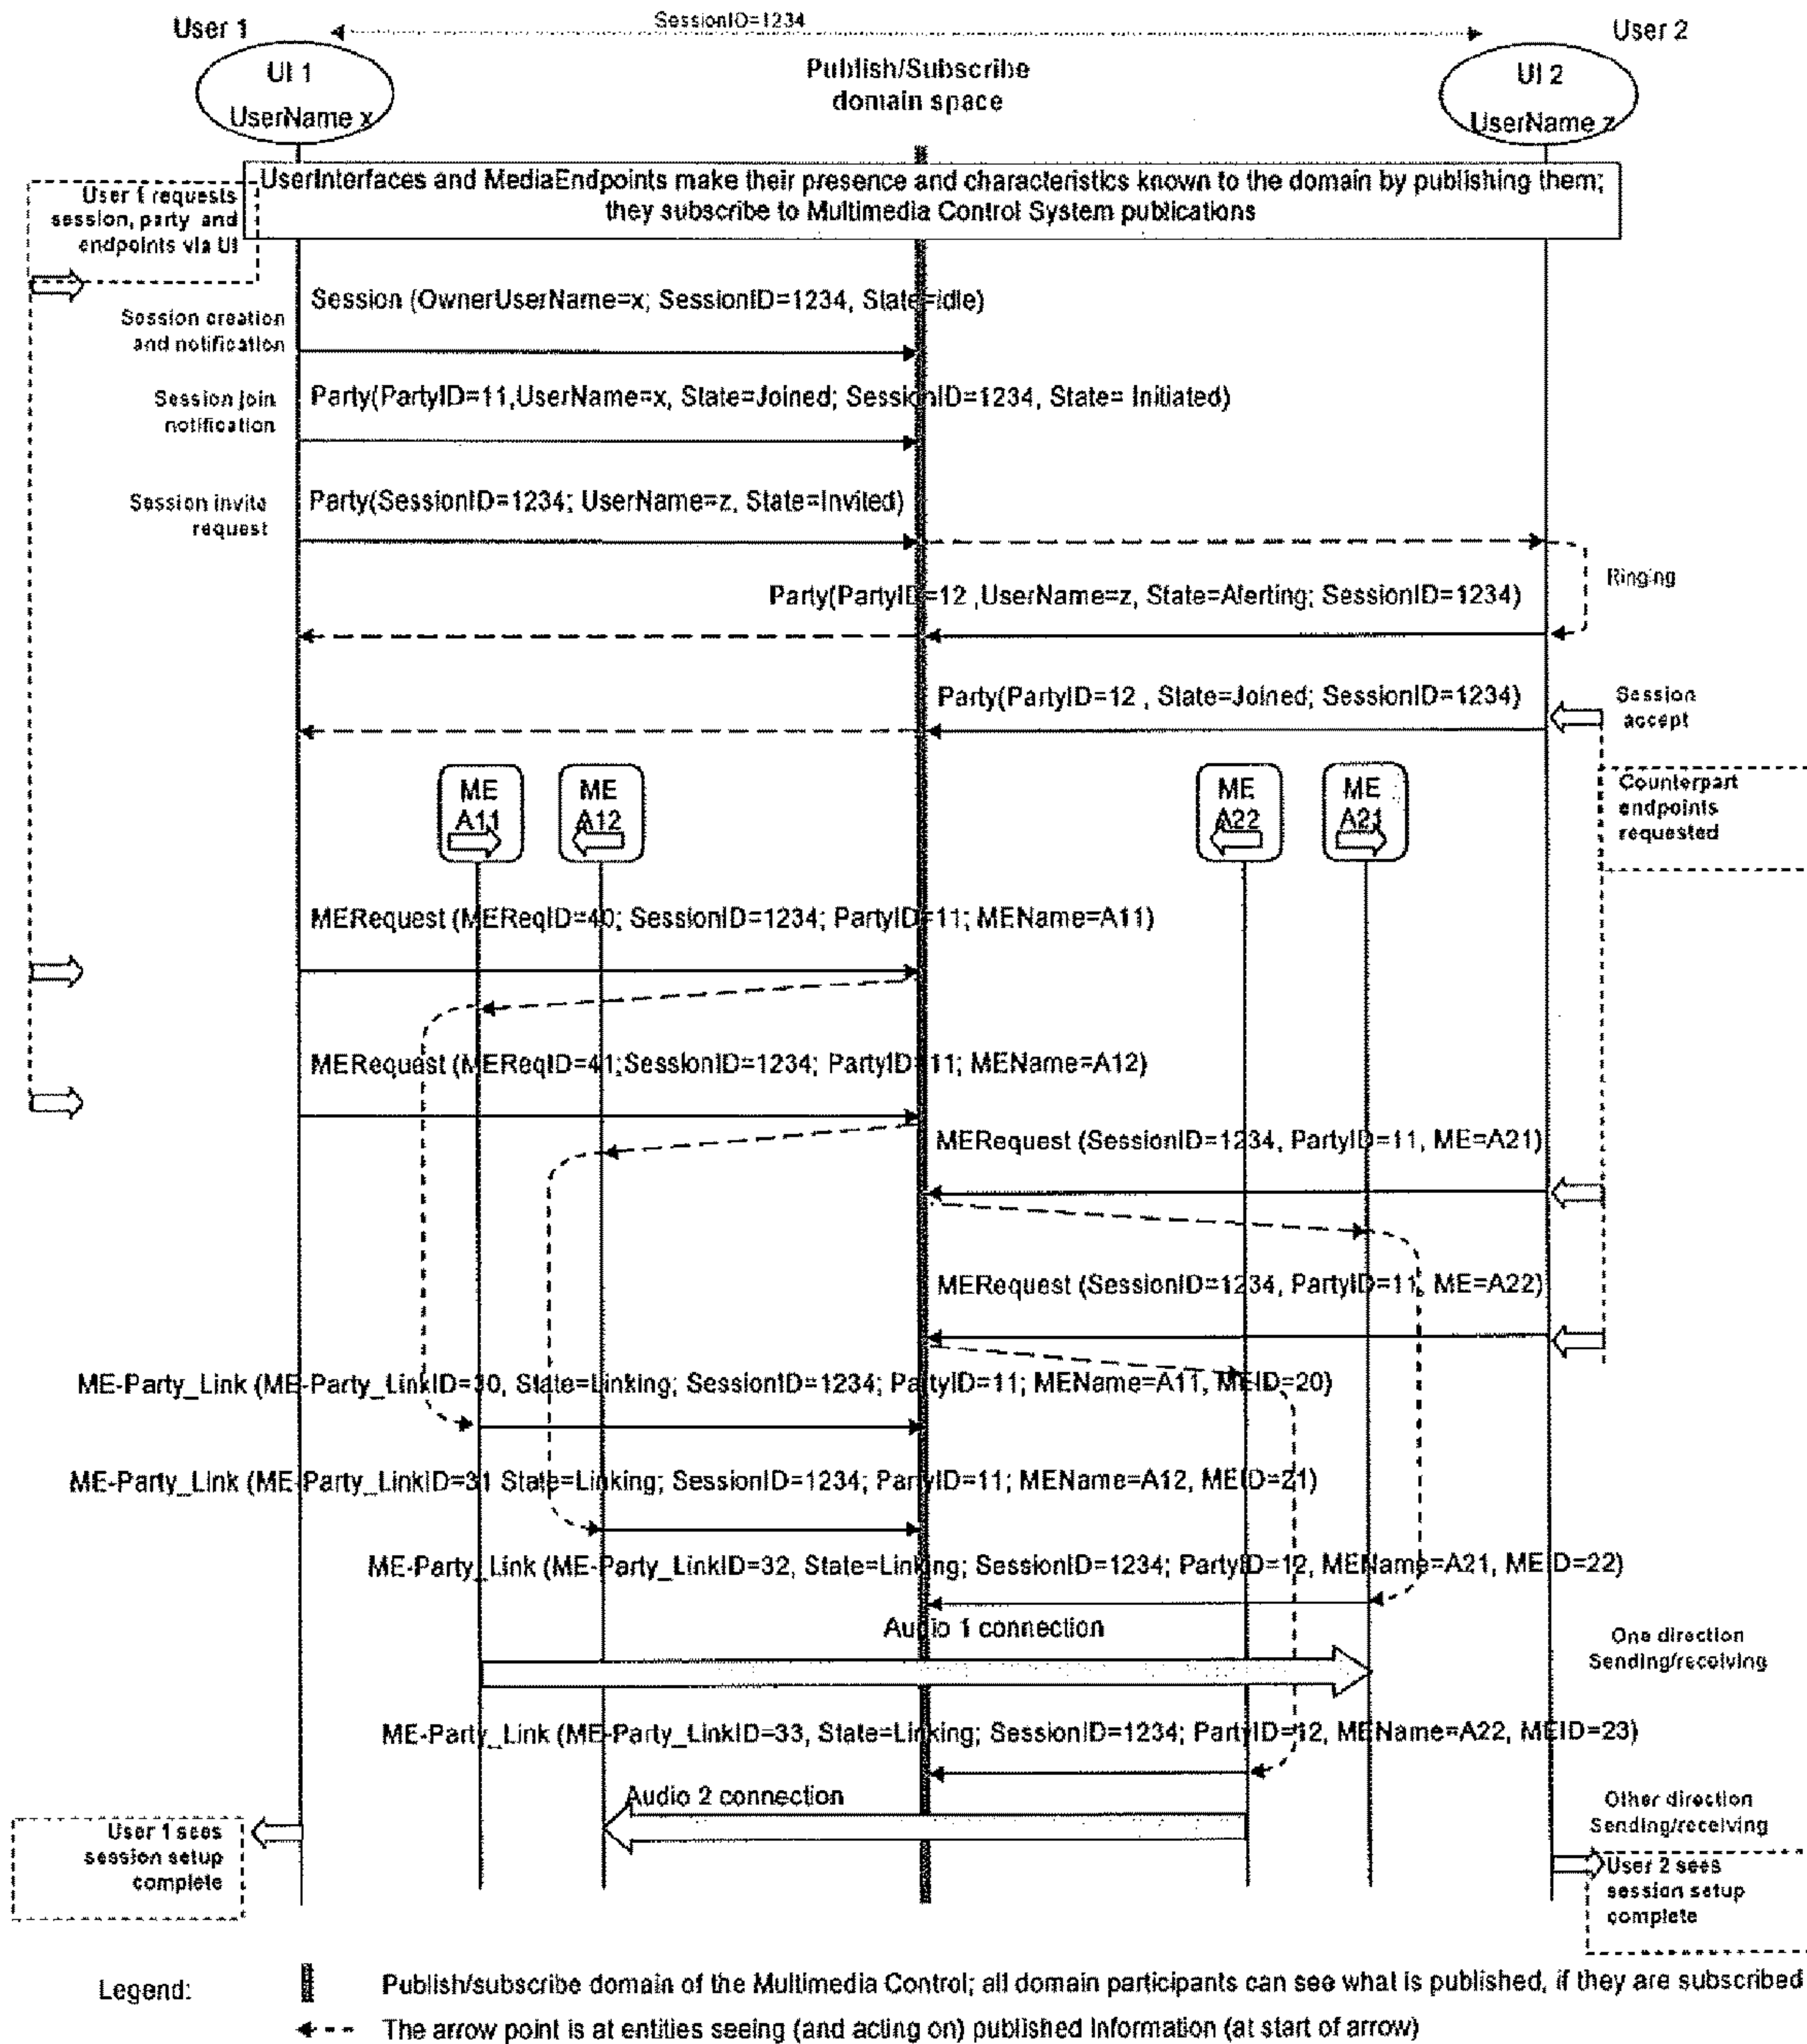 User 1
SessionID=1234
User 2
UI 1
UserName x
Publish/Subscribe
domain space
UI 2
UserName z
User 1 requests
session, party and
endpoints via UI
UserInterfaces and MediaEndpoints make their presence and characteristics known to the domain by publishing them;
they subscribe to Multimedia Control System publications
Session creation
and notification
Session (OwnerUserName=x; SessionID=1234, State=idle)
Session join
notification
Party(PartyID=11,UserName=x, State=Joined; SessionID=1234, State= Initiated)
Session invite
request
Party(SessionID=1234; UserName=z, State=Invited)
Ringing
Party(PartyID=12 ,UserName=z, State=Alerting; SessionID=1234)
Party(PartyID=12 , State=Joined; SessionID=1234)
Session
accept
ME
A11
ME
A12
ME
A22
ME
A21
Counterpart
endpoints
requested
MERequest (MEReqID=40; SessionID=1234; PartyID=11; MEName=A11)
MERequest (MEReqID=41;SessionID=1234; PartyID=11; MEName=A12)
MERequest (SessionID=1234, PartyID=11, ME=A21)
MERequest (SessionID=1234, PartyID=11, ME=A22)
ME-Party_Link (ME-Party_LinkID=30, State=Linking; SessionID=1234; PartyID=11; MEName=A11, MEID=20)
ME-Party_Link (ME-Party_LinkID=31 State=Linking; SessionID=1234; PartyID=11; MEName=A12, MEID=21)
ME-Party_Link (ME-Party_LinkID=32, State=Linking; SessionID=1234; PartyID=12, MEName=A21, MEID=22)
Audio 1 connection
One direction
Sending/receiving
ME-Party_Link (ME-Party_LinkID=33, State=Linking; SessionID=1234; PartyID=12, MEName=A22, MEID=23)
Audio 2 connection
Other direction
Sending/receiving
User 1 sees
session setup
complete
User 2 sees
session setup
complete
Legend:
Publish/subscribe domain of the Multimedia Control; all domain participants can see what is published, if they are subscribed
The arrow point is at entities seeing (and acting on) published Information (at start of arrow)